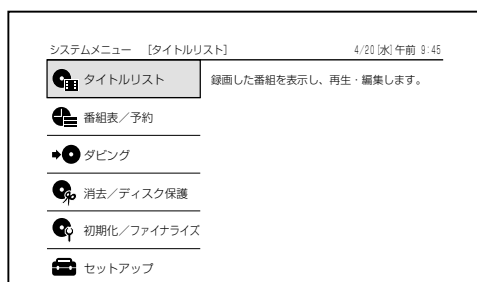 システムメニュー [タイトルリスト] 4/20[水]午前 9:45
タイトルリスト 録画した番組を表示し、再生・編集します。
番組表／予約
ダビング
消去／ディスク保護
初期化／ファイナライズ
セットアップ